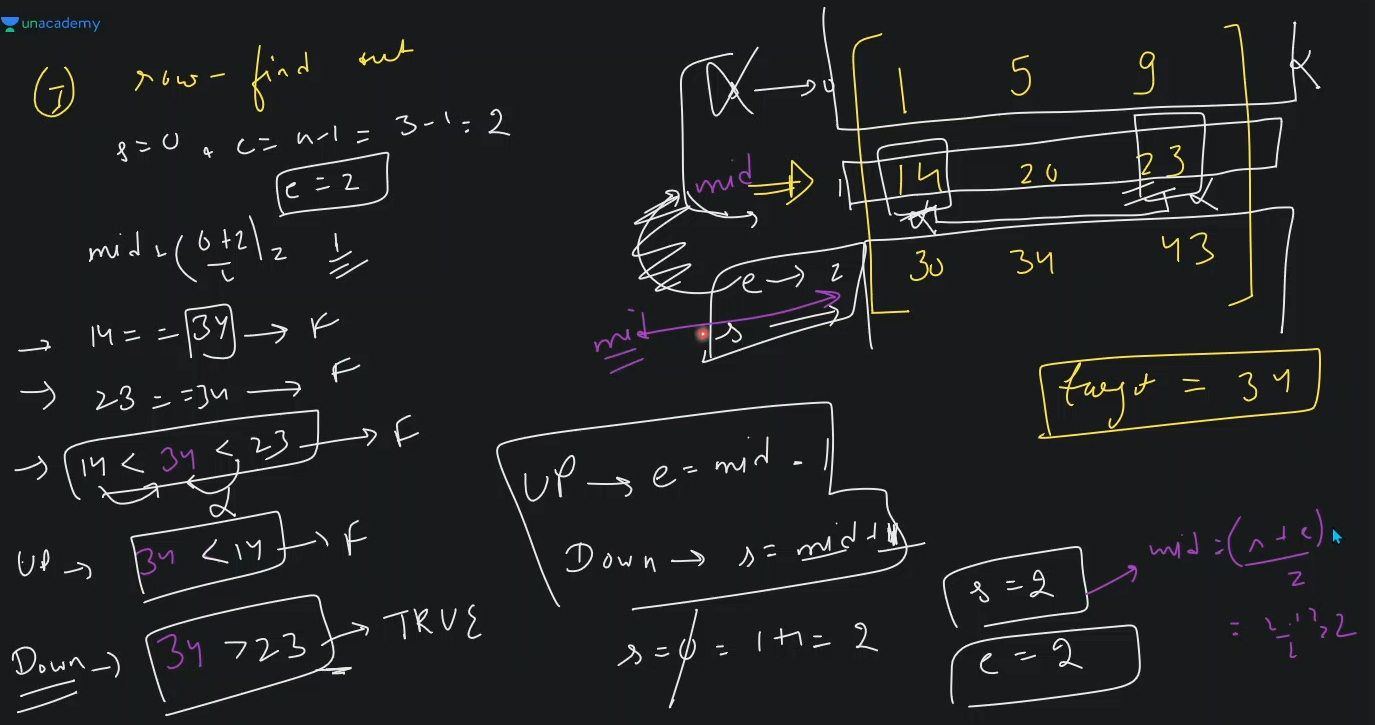 unacademy
(I) row - find out
s = 0, e = n-1 = 3-1 = 2
e = 2
mid = (0+2/2) = 1
→ 14 == 34 → F
→ 23 == 34 → F
→ 14 < 34 < 23 → F
UP → 34 < 14 → F
Down → 34 > 23 → TRUE
→ 0
1 5 9
mid ⇒ 1
14 20 23
30 34 43
e → 2
s
mid
target = 34
UP → e = mid - 1
Down → s = mid + 1
s = 0 = 1+1 = 2
s = 2
e = 2
mid = (s+e)/2
= 2+2/2 = 2